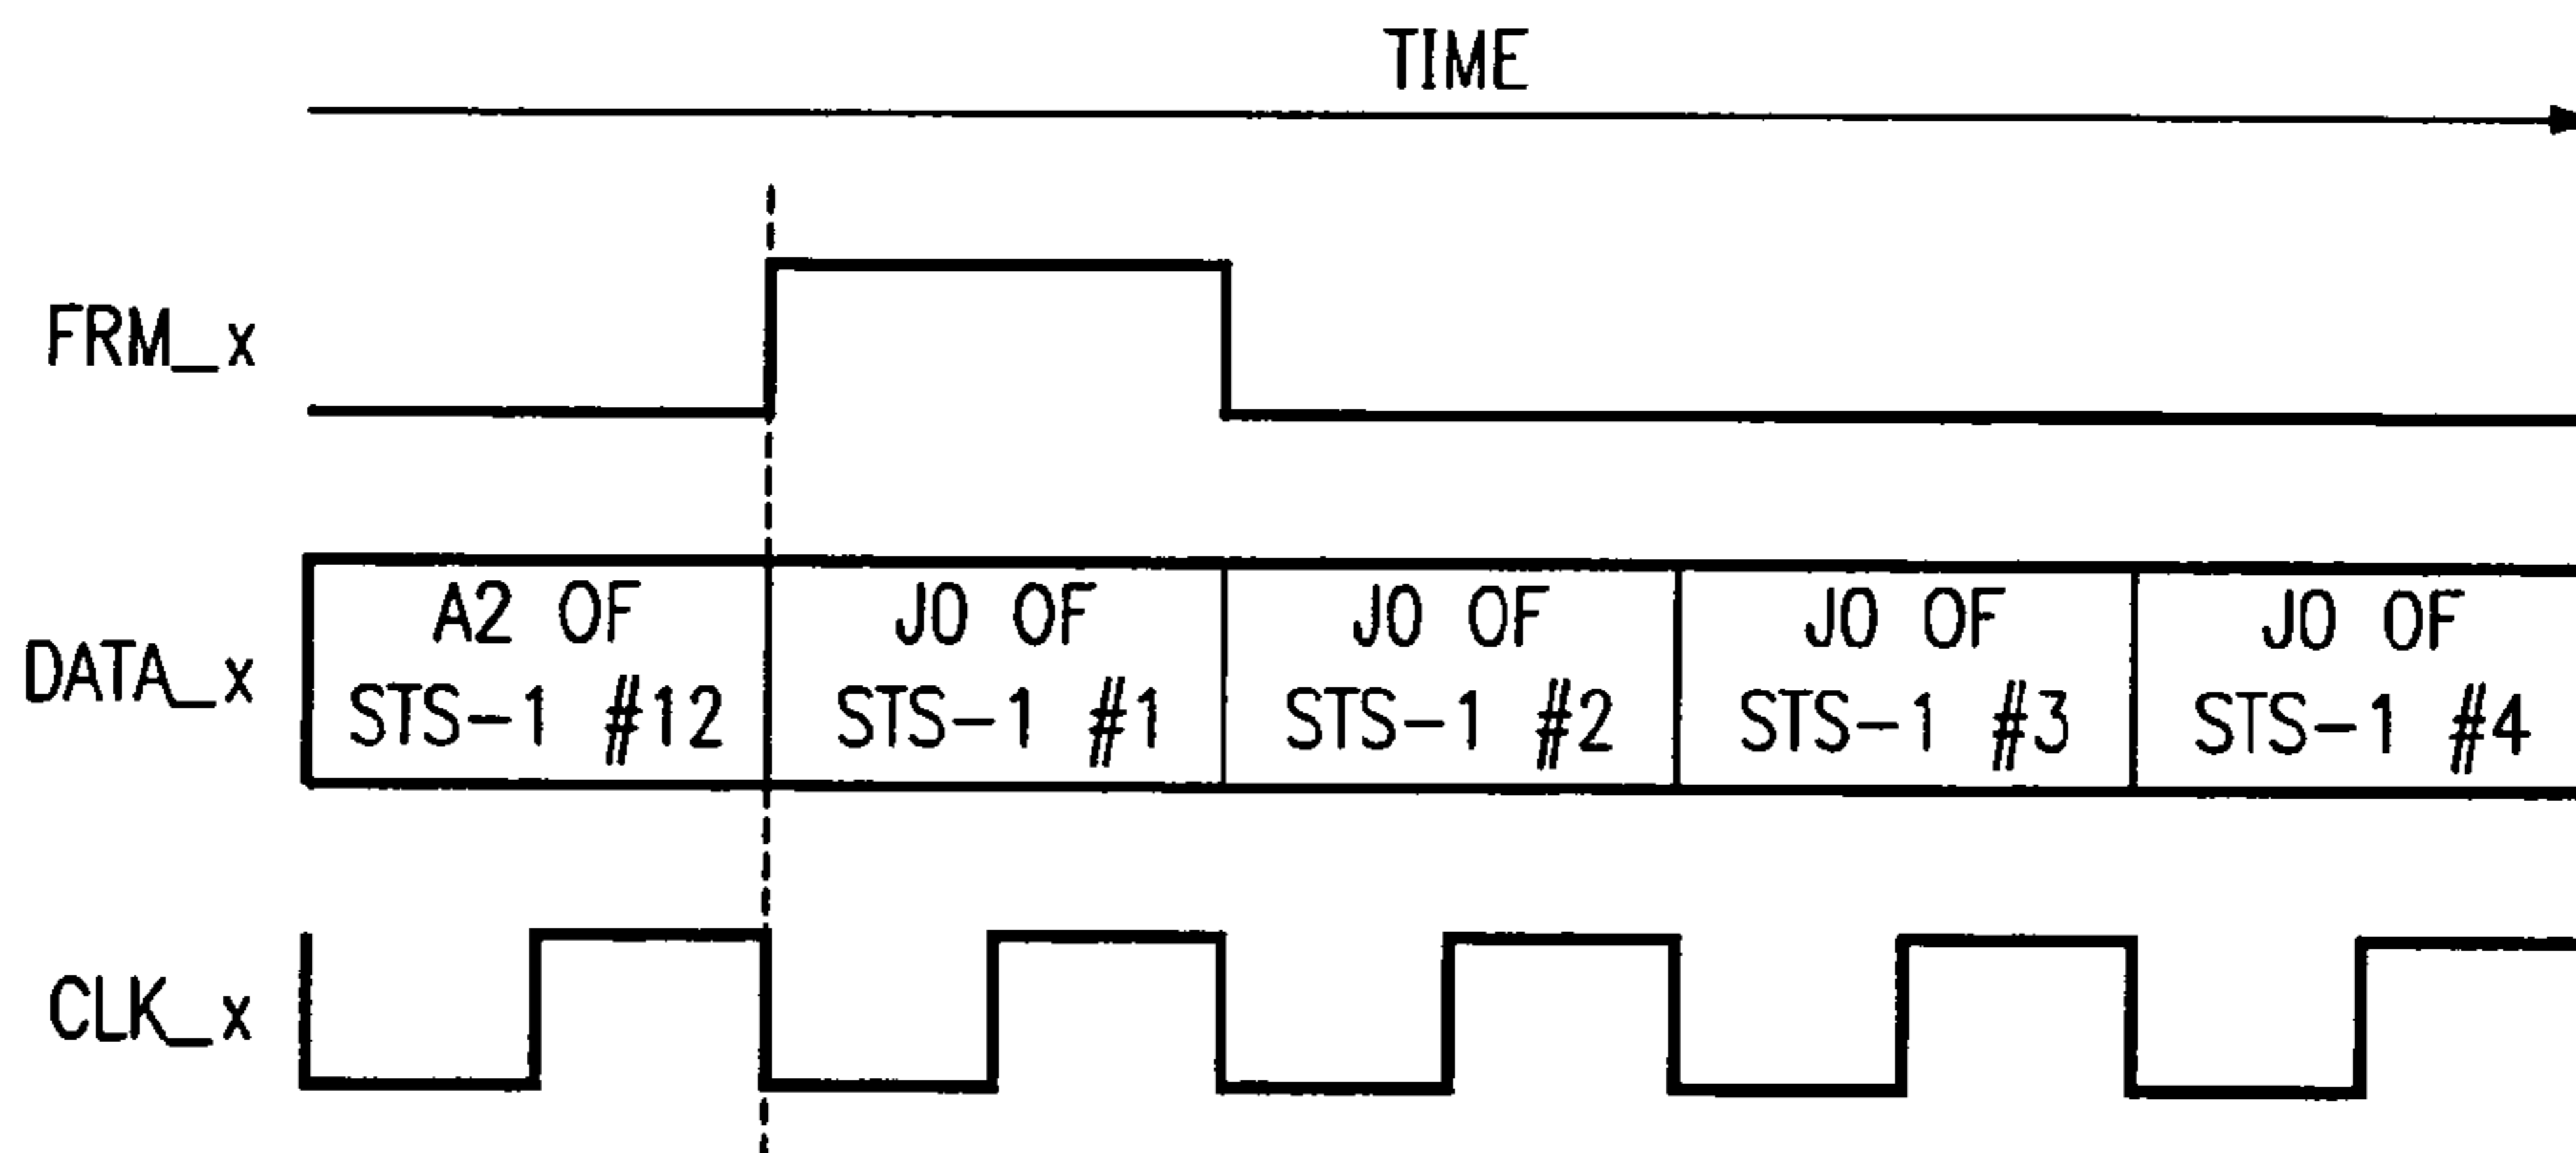 TIME
FRM_x
DATA_x
A2 OF
STS-1 #12
J0 OF
STS-1 #1
J0 OF
STS-1 #2
J0 OF
STS-1 #3
J0 OF
STS-1 #4
CLK_x